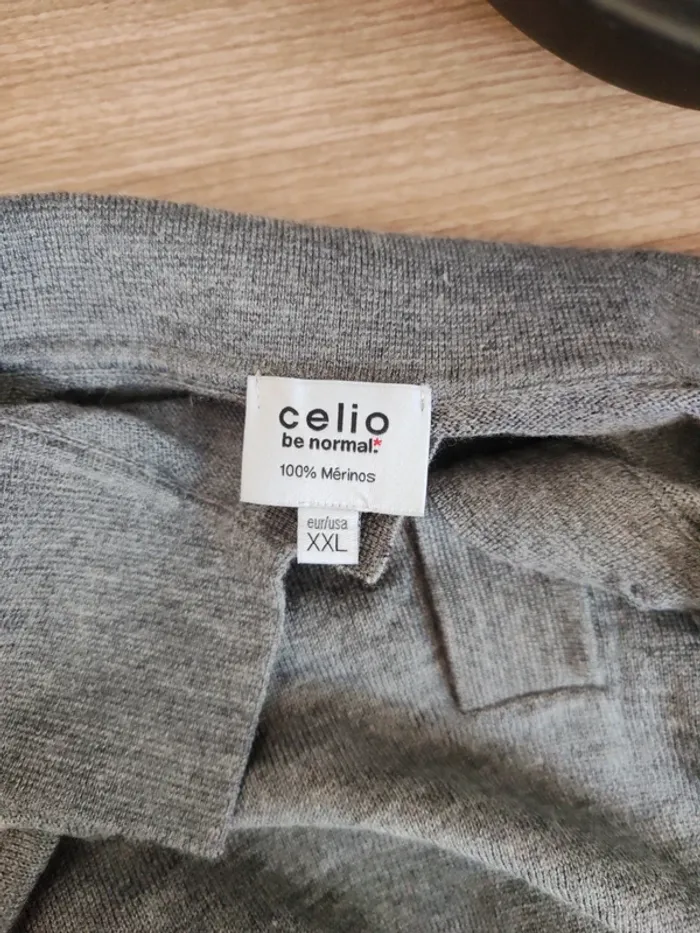 celio
be normal.*
100% Mérinos
eur/usa
XXL